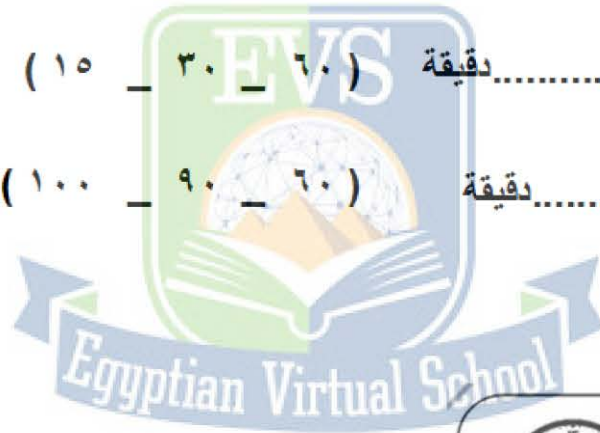 ..........دقيقة ( ٦٠ _ ٣٠ _ ١٥ )
......دقيقة ( ٦٠ _ ٩٠ _ ١٠٠ )
EVS
Egyptian Virtual School